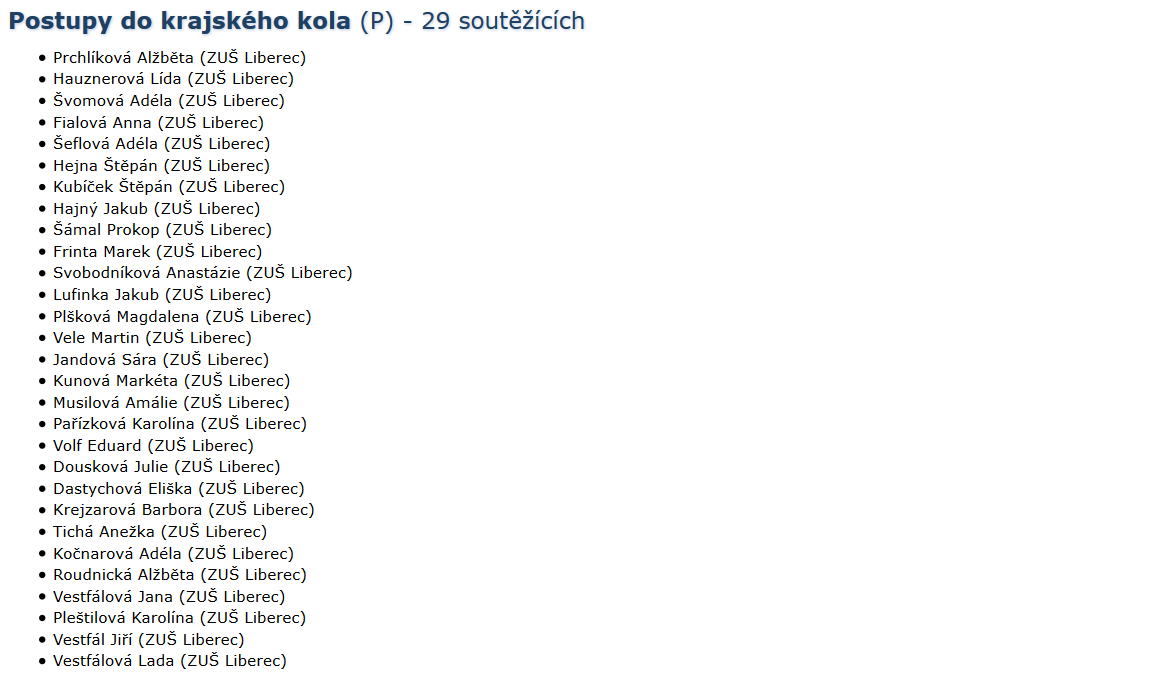 Postupy do krajského kola (P) - 29 soutěžících
• Prchlíková Alžběta (ZUŠ Liberec)
• Hauznerová Lída (ZUŠ Liberec)
• Švomová Adéla (ZUŠ Liberec)
• Fialová Anna (ZUŠ Liberec)
• Šeflová Adéla (ZUŠ Liberec)
• Hejna Štěpán (ZUŠ Liberec)
• Kubíček Štěpán (ZUŠ Liberec)
• Hajný Jakub (ZUŠ Liberec)
• Šámal Prokop (ZUŠ Liberec)
• Frinta Marek (ZUŠ Liberec)
• Svobodníková Anastázie (ZUŠ Liberec)
• Lufinka Jakub (ZUŠ Liberec)
• Plšková Magdalena (ZUŠ Liberec)
• Vele Martin (ZUŠ Liberec)
• Jandová Sára (ZUŠ Liberec)
• Kunová Markéta (ZUŠ Liberec)
• Musilová Amálie (ZUŠ Liberec)
• Pařízková Karolína (ZUŠ Liberec)
• Volf Eduard (ZUŠ Liberec)
• Dousková Julie (ZUŠ Liberec)
• Dastychová Eliška (ZUŠ Liberec)
• Krejzarová Barbora (ZUŠ Liberec)
• Tichá Anežka (ZUŠ Liberec)
• Kočnarová Adéla (ZUŠ Liberec)
• Roudnická Alžběta (ZUŠ Liberec)
• Vestfálová Jana (ZUŠ Liberec)
• Pleštilová Karolína (ZUŠ Liberec)
• Vestfál Jiří (ZUŠ Liberec)
• Vestfálová Lada (ZUŠ Liberec)